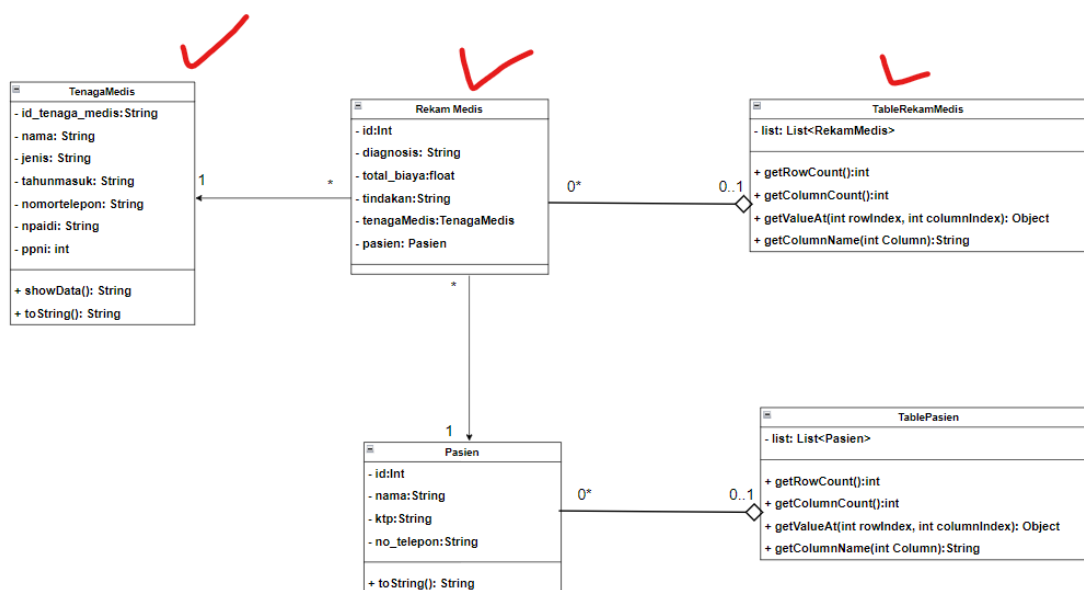 TenagaMedis
- id_tenaga_medis:String
- nama: String
- jenis: String
- tahunmasuk: String
- nomortelepon: String
- npaidi: String
- ppni: int
+ showData(): String
+ toString(): String
1
*
Rekam Medis
- id:Int
- diagnosis: String
- total_biaya:float
- tindakan:String
- tenagaMedis:TenagaMedis
- pasien: Pasien
0*
0..1
TableRekamMedis
- list: List<RekamMedis>
+ getRowCount():int
+ getColumnCount():int
+ getValueAt(int rowIndex, int columnIndex): Object
+ getColumnName(int Column):String
*
1
Pasien
- id:Int
- nama:String
- ktp:String
- no_telepon:String
+ toString(): String
0*
0..1
TablePasien
- list: List<Pasien>
+ getRowCount():int
+ getColumnCount():int
+ getValueAt(int rowIndex, int columnIndex): Object
+ getColumnName(int Column):String